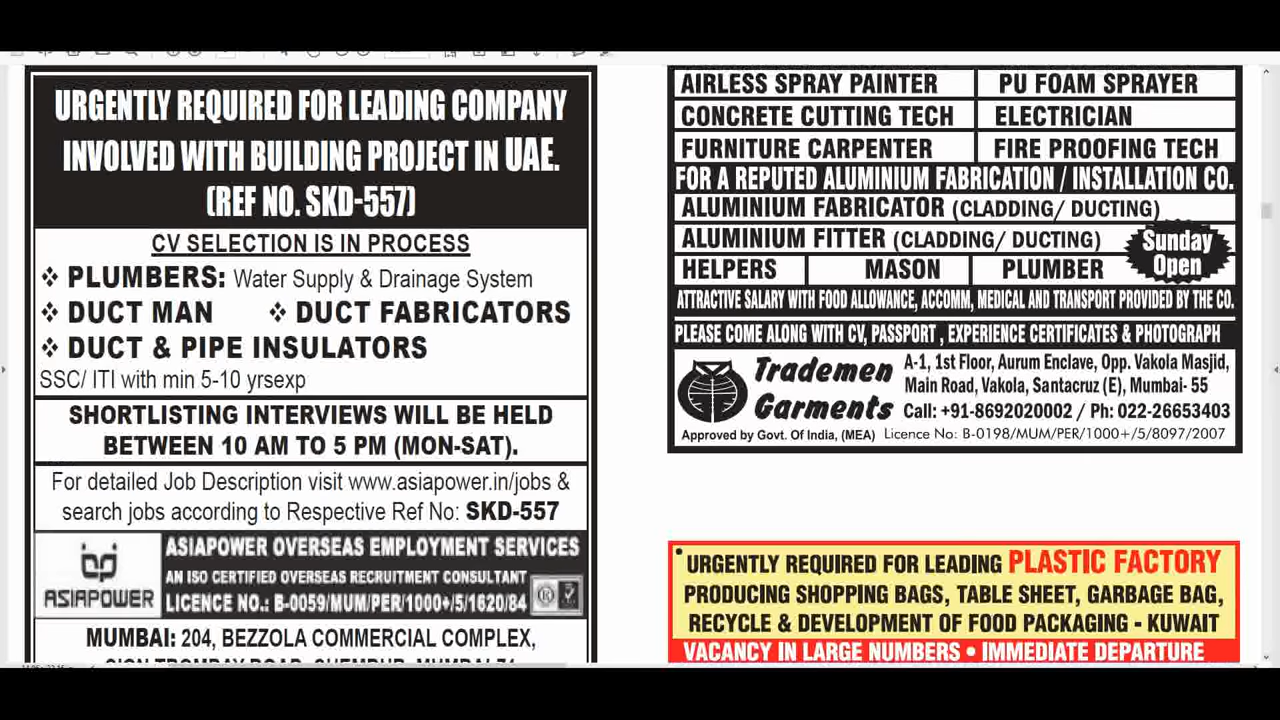 URGENTLY REQUIRED FOR LEADING COMPANY
INVOLVED WITH BUILDING PROJECT IN UAE.
(REF NO. SKD-557)
CV SELECTION IS IN PROCESS
❖ PLUMBERS: Water Supply & Drainage System
❖ DUCT MAN ❖ DUCT FABRICATORS
❖ DUCT & PIPE INSULATORS
SSC/ ITI with min 5-10 yrsexp
SHORTLISTING INTERVIEWS WILL BE HELD
BETWEEN 10 AM TO 5 PM (MON-SAT).
For detailed Job Description visit www.asiapower.in/jobs &
search jobs according to Respective Ref No: SKD-557
ASIAPOWER
ASIAPOWER OVERSEAS EMPLOYMENT SERVICES
AN ISO CERTIFIED OVERSEAS RECRUITMENT CONSULTANT
LICENCE NO.: B-0059/MUM/PER/1000+/5/1620/84
MUMBAI: 204, BEZZOLA COMMERCIAL COMPLEX,
AIRLESS SPRAY PAINTER PU FOAM SPRAYER
CONCRETE CUTTING TECH ELECTRICIAN
FURNITURE CARPENTER FIRE PROOFING TECH
FOR A REPUTED ALUMINIUM FABRICATION / INSTALLATION CO.
ALUMINIUM FABRICATOR (CLADDING/ DUCTING)
ALUMINIUM FITTER (CLADDING/ DUCTING)
Sunday
Open
HELPERS MASON PLUMBER
ATTRACTIVE SALARY WITH FOOD ALLOWANCE, ACCOMM, MEDICAL AND TRANSPORT PROVIDED BY THE CO.
PLEASE COME ALONG WITH CV, PASSPORT , EXPERIENCE CERTIFICATES & PHOTOGRAPH
Trademen
Garments
A-1, 1st Floor, Aurum Enclave, Opp. Vakola Masjid,
Main Road, Vakola, Santacruz (E), Mumbai- 55
Call: +91-8692020002 / Ph: 022-26653403
Approved by Govt. Of India, (MEA) Licence No: B-0198/MUM/PER/1000+/5/8097/2007
URGENTLY REQUIRED FOR LEADING PLASTIC FACTORY
PRODUCING SHOPPING BAGS, TABLE SHEET, GARBAGE BAG,
RECYCLE & DEVELOPMENT OF FOOD PACKAGING - KUWAIT
VACANCY IN LARGE NUMBERS • IMMEDIATE DEPARTURE